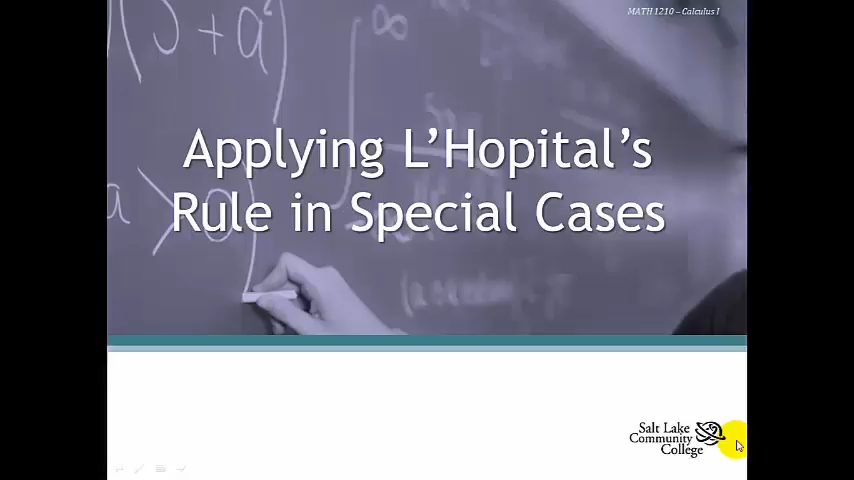 MATH 1210 – Calculus I
Applying L’Hopital’s
Rule in Special Cases
Salt Lake
Community
College